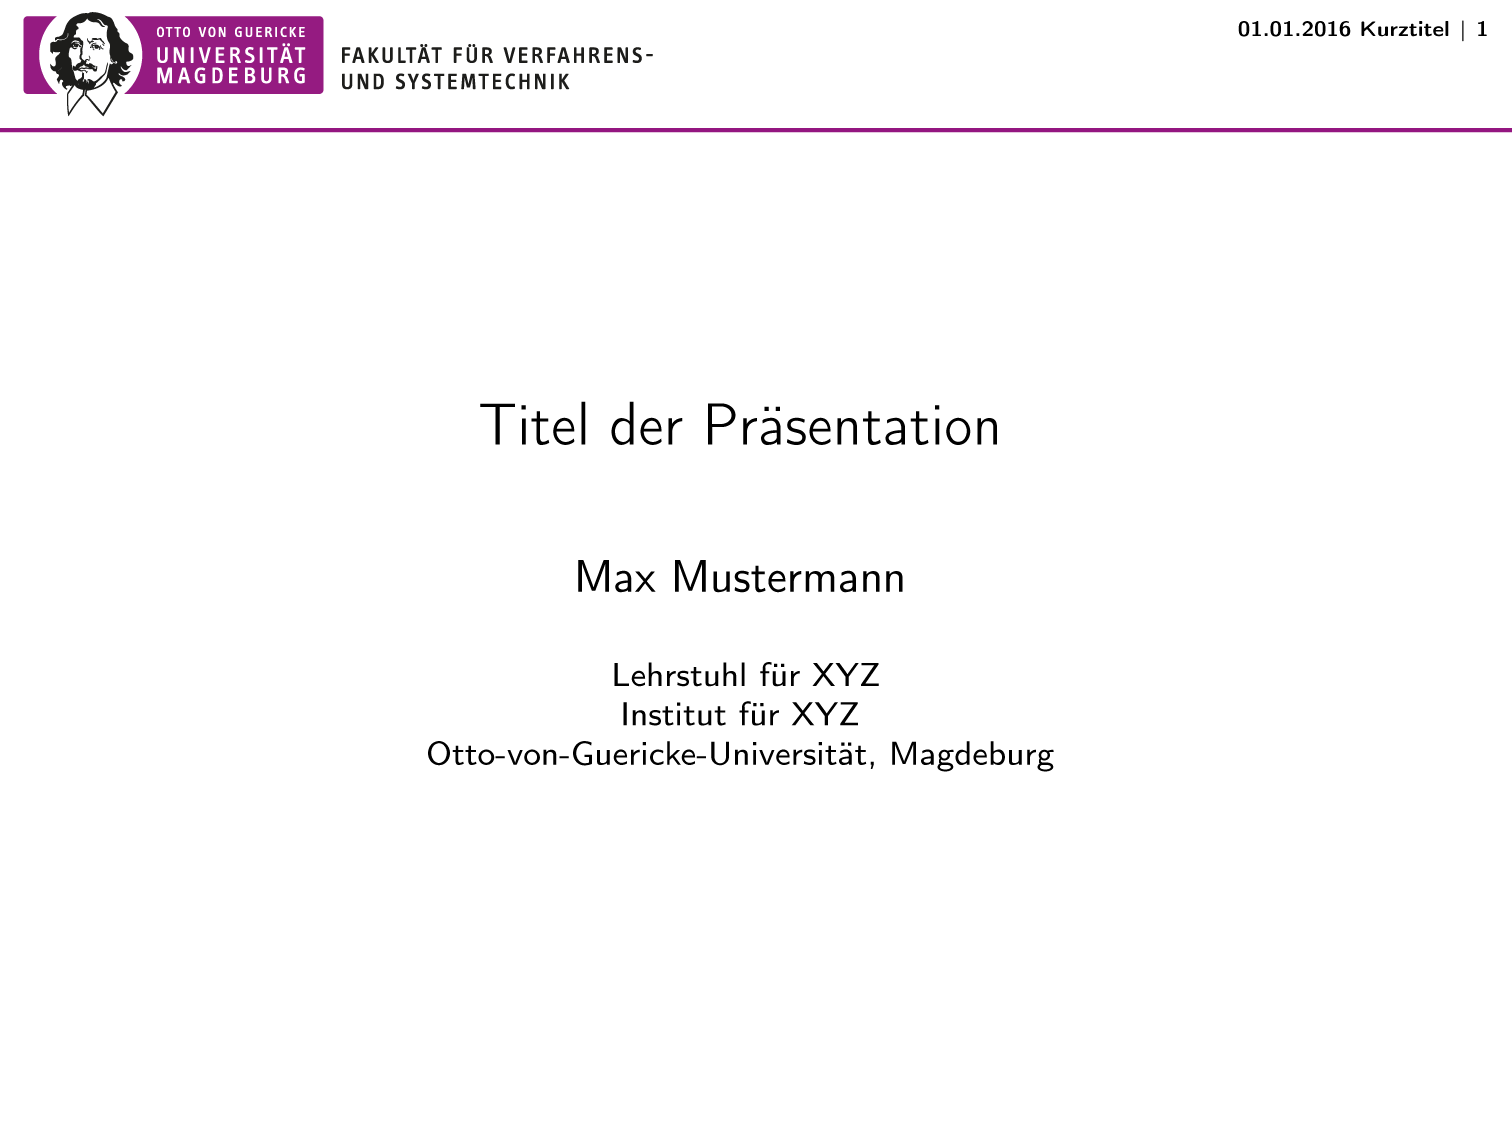 OTTO VON GUERICKE
UNIVERSITÄT
MAGDEBURG
FAKULTÄT FÜR VERFAHRENS-
UND SYSTEMTECHNIK
01.01.2016 Kurztitel | 1
Titel der Präsentation
Max Mustermann
Lehrstuhl für XYZ
Institut für XYZ
Otto-von-Guericke-Universität, Magdeburg